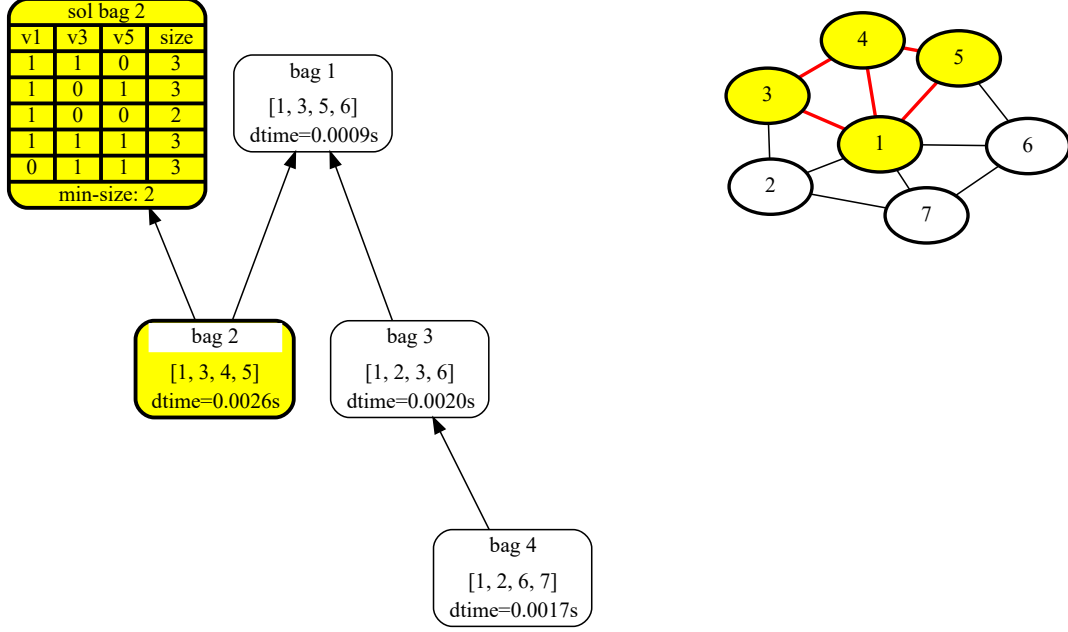 sol bag 2
v1 v3 v5 size
1 1 0 3
1 0 1 3
1 0 0 2
1 1 1 3
0 1 1 3
min-size: 2
bag 1
[1, 3, 5, 6]
dtime=0.0009s
bag 2
[1, 3, 4, 5]
dtime=0.0026s
bag 3
[1, 2, 3, 6]
dtime=0.0020s
bag 4
[1, 2, 6, 7]
dtime=0.0017s
4
5
3
1
6
2
7